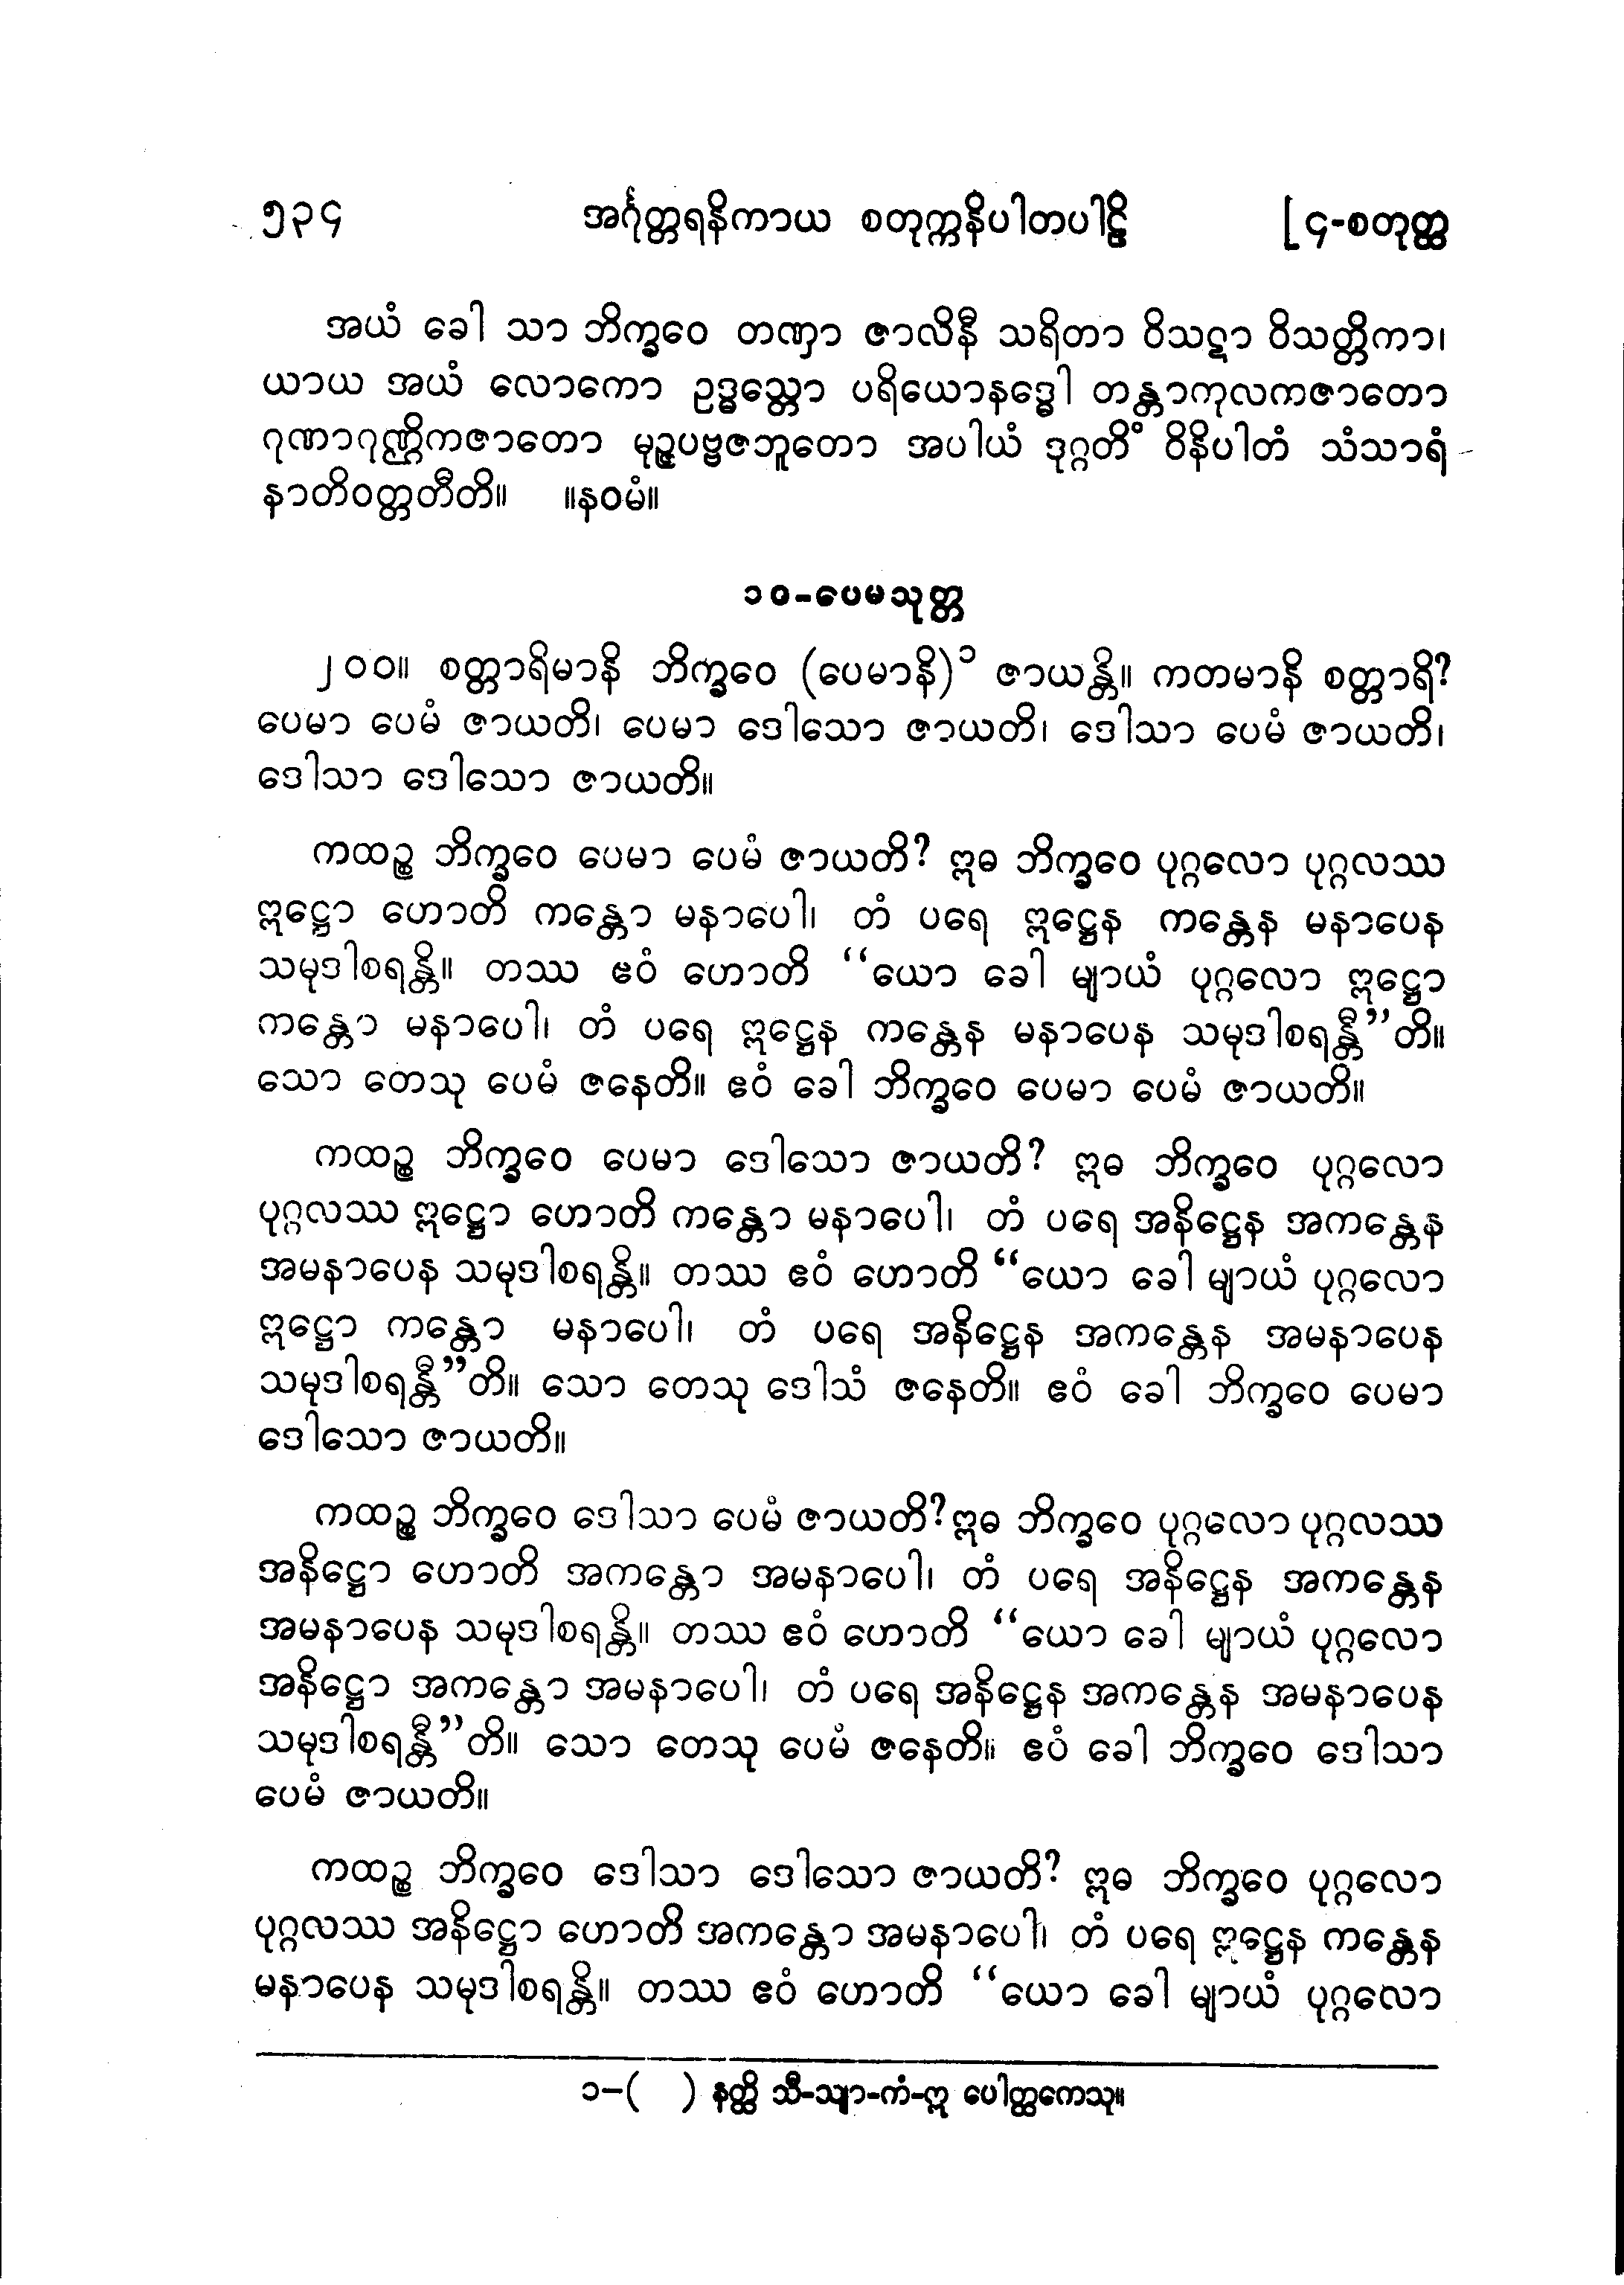 ၅၃၄ အင်္ဂုတ္တရနိကာယ စတုက္ကနိပါတပါဠိ [၄-စတုတ္ထ
အယံ ခေါ သာ ဘိက္ခဝေ တဏှာ ဇာလိနီ သရိတာ ဝိသဋာ ဝိသတ္တိကာ၊
ယာယ အယံ လောကော ဥဒ္ဓသ္တော ပရိယောနဒ္ဓေါ တန္တာကုလကဇာတော
ဂုဏာဂုဏ္ဌိကဇာတော မုဉ္ဇပဗ္ဗဇဘူတော အပါယံ ဒုဂ္ဂတိံ ဝိနိပါတံ သံသာရံ
နာတိဝတ္တတီတိ။ ။နဝမံ။
၁၀-ပေမသုတ္တ
၂၀၀။ စတ္တာရိမာနိ ဘိက္ခဝေ (ပေမာနိ)၁ ဇာယန္တိ။ ကတမာနိ စတ္တာရိ?
ပေမာ ပေမံ ဇာယတိ၊ ပေမာ ဒေါသော ဇာယတိ၊ ဒေါသာ ပေမံ ဇာယတိ၊
ဒေါသာ ဒေါသော ဇာယတိ။
ကထဉ္စ ဘိက္ခဝေ ပေမာ ပေမံ ဇာယတိ? ဣဓ ဘိက္ခဝေ ပုဂ္ဂလော ပုဂ္ဂလဿ
ဣဋ္ဌော ဟောတိ ကန္တော မနာပေါ၊ တံ ပရေ ဣဋ္ဌေန ကန္တေန မနာပေန
သမုဒါစရန္တိ။ တဿ ဧဝံ ဟောတိ “ယော ခေါ မျာယံ ပုဂ္ဂလော ဣဋ္ဌော
ကန္တော မနာပေါ၊ တံ ပရေ ဣဋ္ဌေန ကန္တေန မနာပေန သမုဒါစရန္တီ”တိ။
သော တေသု ပေမံ ဇနေတိ။ ဧဝံ ခေါ ဘိက္ခဝေ ပေမာ ပေမံ ဇာယတိ။
ကထဉ္စ ဘိက္ခဝေ ပေမာ ဒေါသော ဇာယတိ? ဣဓ ဘိက္ခဝေ ပုဂ္ဂလော
ပုဂ္ဂလဿ ဣဋ္ဌော ဟောတိ ကန္တော မနာပေါ၊ တံ ပရေ အနိဋ္ဌေန အကန္တေန
အမနာပေန သမုဒါစရန္တိ။ တဿ ဧဝံ ဟောတိ “ယော ခေါ မျာယံ ပုဂ္ဂလော
ဣဋ္ဌော ကန္တော မနာပေါ၊ တံ ပရေ အနိဋ္ဌေန အကန္တေန အမနာပေန
သမုဒါစရန္တီ”တိ။ သော တေသု ဒေါသံ ဇနေတိ။ ဧဝံ ခေါ ဘိက္ခဝေ ပေမာ
ဒေါသော ဇာယတိ။
ကထဉ္စ ဘိက္ခဝေ ဒေါသာ ပေမံ ဇာယတိ? ဣဓ ဘိက္ခဝေ ပုဂ္ဂလော ပုဂ္ဂလဿ
အနိဋ္ဌော ဟောတိ အကန္တော အမနာပေါ၊ တံ ပရေ အနိဋ္ဌေန အကန္တေန
အမနာပေန သမုဒါစရန္တိ။ တဿ ဧဝံ ဟောတိ “ယော ခေါ မျာယံ ပုဂ္ဂလော
အနိဋ္ဌော အကန္တော အမနာပေါ၊ တံ ပရေ အနိဋ္ဌေန အကန္တေန အမနာပေန
သမုဒါစရန္တီ”တိ။ သော တေသု ပေမံ ဇနေတိ။ ဧဝံ ခေါ ဘိက္ခဝေ ဒေါသာ
ပေမံ ဇာယတိ။
ကထဉ္စ ဘိက္ခဝေ ဒေါသာ ဒေါသော ဇာယတိ? ဣဓ ဘိက္ခဝေ ပုဂ္ဂလော
ပုဂ္ဂလဿ အနိဋ္ဌော ဟောတိ အကန္တော အမနာပေါ၊ တံ ပရေ ဣဋ္ဌေန ကန္တေန
မနာပေန သမုဒါစရန္တိ။ တဿ ဧဝံ ဟောတိ “ယော ခေါ မျာယံ ပုဂ္ဂလော
၁-( ) နတ္ထိ သီ-သျာ-ကံ-ဣ ပေါတ္ထကေသု။